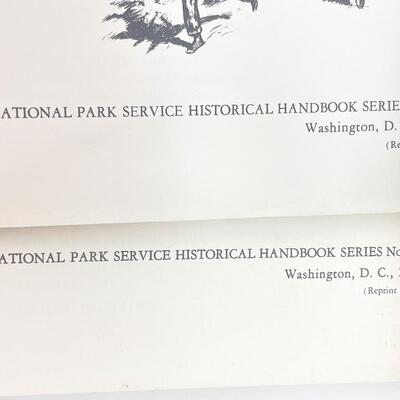 ATIONAL PARK SERVICE HISTORICAL HANDBOOK SERIE
Washington, D.
(Re
ATIONAL PARK SERVICE HISTORICAL HANDBOOK SERIES No
Washington, D. C.,
(Reprint